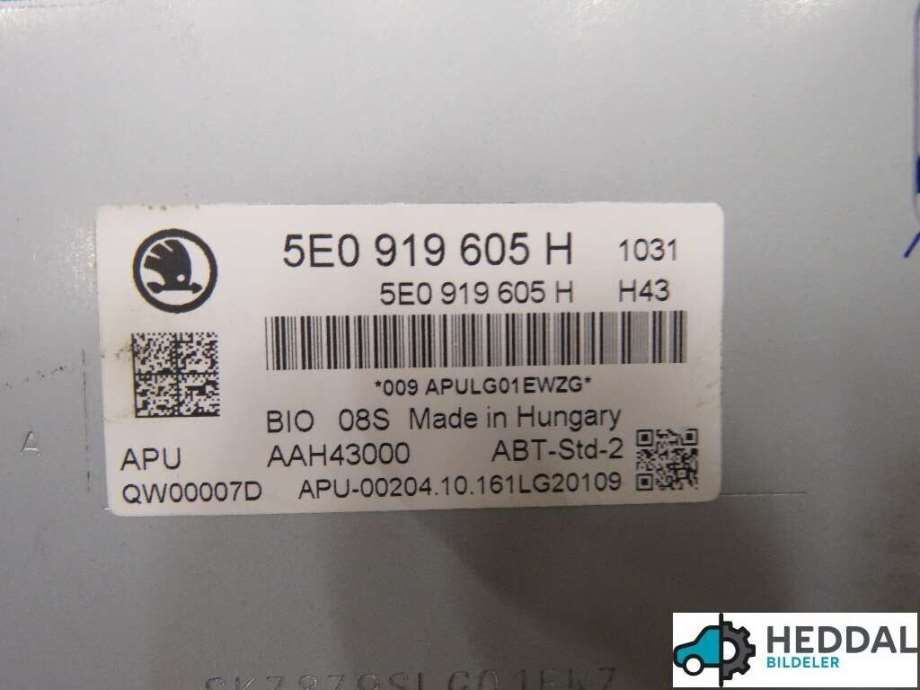 5E0 919 605 H 1031
5E0 919 605 H H43
*009 APULG01EWZG*
BIO 08S Made in Hungary
APU AAH43000 ABT-Std-2
QW00007D APU-00204.10.161LG20109
A
HEDDAL
BILDELER